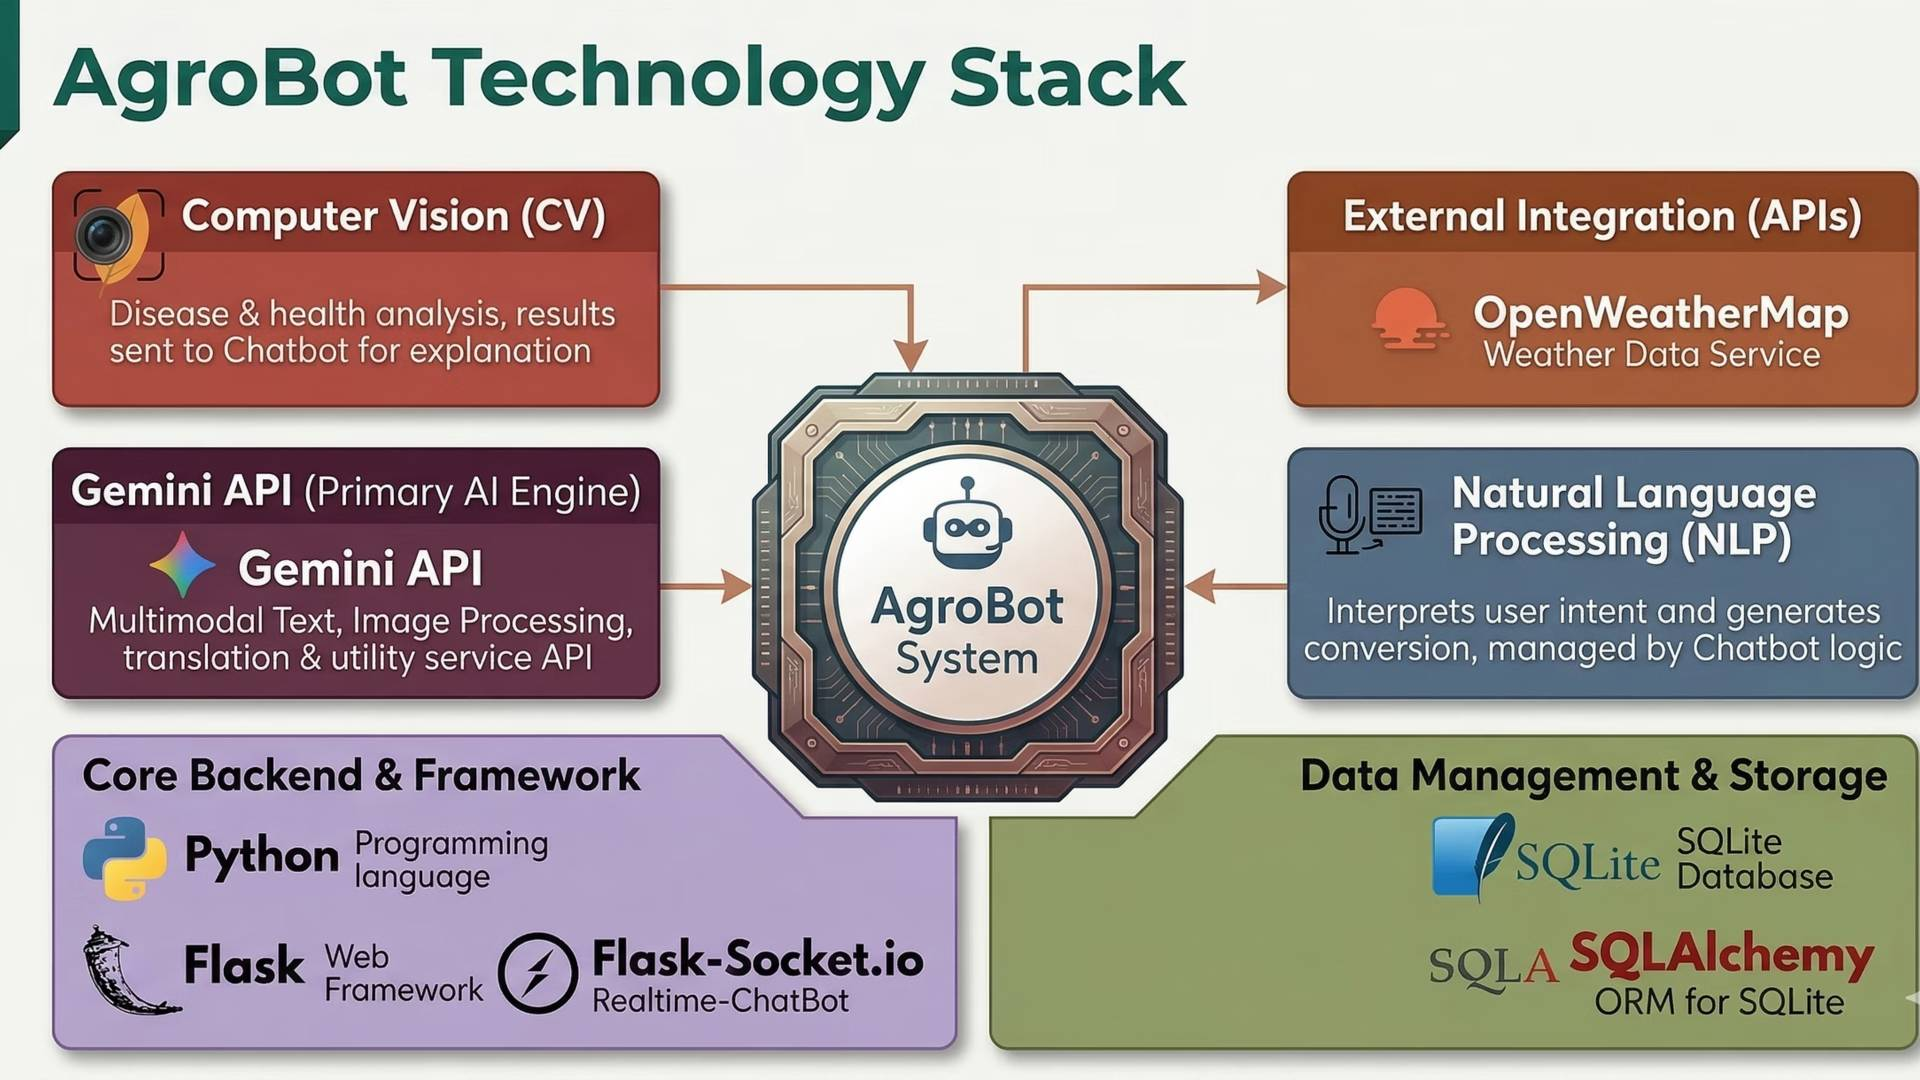 AgroBot Technology Stack
Computer Vision (CV)
Disease & health analysis, results
sent to Chatbot for explanation
External Integration (APIs)
OpenWeatherMap
Weather Data Service
Gemini API (Primary AI Engine)
Gemini API
Multimodal Text, Image Processing,
translation & utility service API
AgroBot
System
Natural Language
Processing (NLP)
Interprets user intent and generates
conversion, managed by Chatbot logic
Core Backend & Framework
Python Programming
language
Flask Web
Framework
Flask-Socket.io
Realtime-ChatBot
Data Management & Storage
SQLite SQLite
Database
SQLA SQLAlchemy
ORM for SQLite